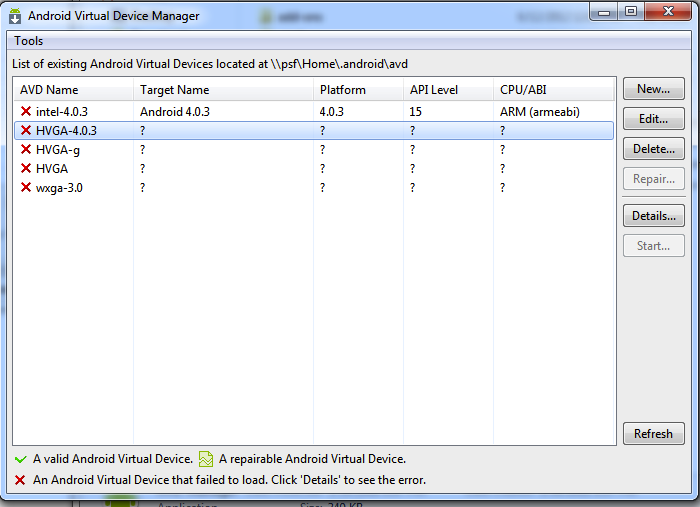 Android Virtual Device Manager
Tools
List of existing Android Virtual Devices located at \\psf\Home\.android\avd
AVD Name Target Name Platform API Level CPU/ABI
intel-4.0.3 Android 4.0.3 4.0.3 15 ARM (armeabi)
HVGA-4.0.3 ? ? ? ?
HVGA-g ? ? ? ?
HVGA ? ? ? ?
wxga-3.0 ? ? ? ?
New...
Edit...
Delete...
Repair...
Details...
Start...
Refresh
A valid Android Virtual Device. A repairable Android Virtual Device.
An Android Virtual Device that failed to load. Click 'Details' to see the error.